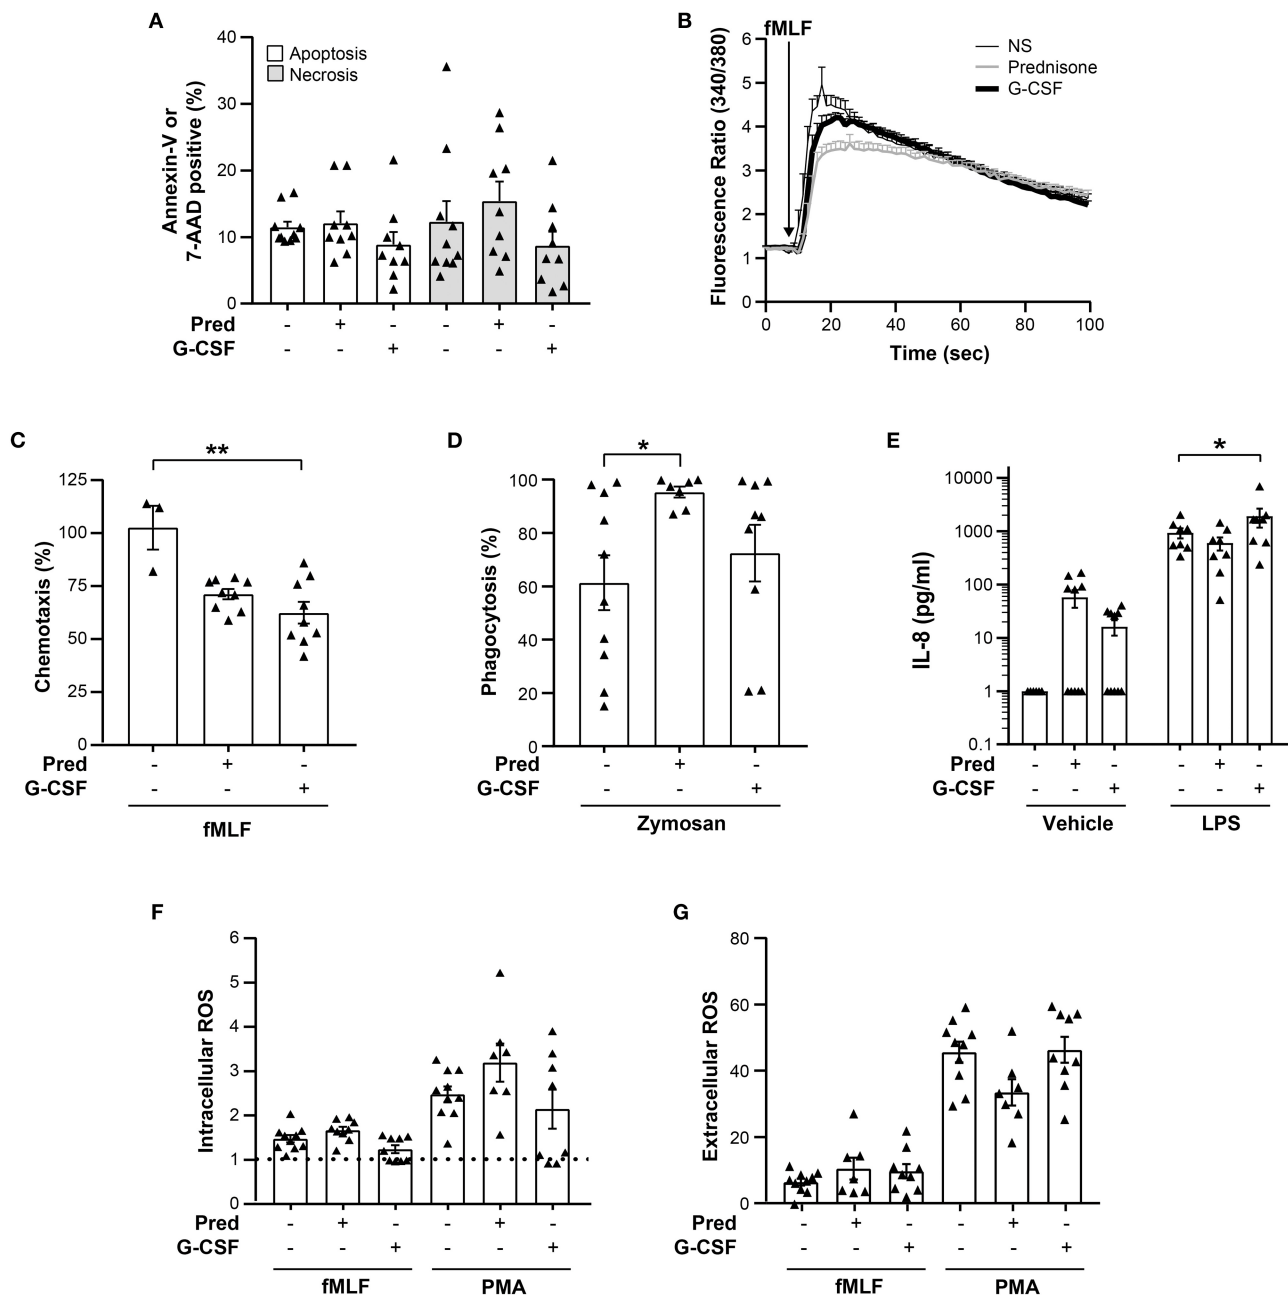 A
40
30
20
10
0
Annexin-V or
7-AAD positive (%)
Apoptosis
Necrosis
Pred - + - - + -
G-CSF - - + - - +
B
fMLF
6
5
4
3
2
1
0
Fluorescence Ratio (340/380)
NS
Prednisone
G-CSF
0 20 40 60 80 100
Time (sec)
C
**
125
100
75
50
25
0
Chemotaxis (%)
Pred - + -
G-CSF - - +
fMLF
D
*
100
80
60
40
20
0
Phagocytosis (%)
Pred - + -
G-CSF - - +
Zymosan
E
*
10000
1000
100
10
1
0.1
IL-8 (pg/ml)
Pred - + - - + -
G-CSF - - + - - +
Vehicle LPS
F
6
5
4
3
2
1
0
Intracellular ROS
Pred - + - - + -
G-CSF - - + - - +
fMLF PMA
G
80
60
40
20
0
Extracellular ROS
Pred - + - - + -
G-CSF - - + - - +
fMLF PMA